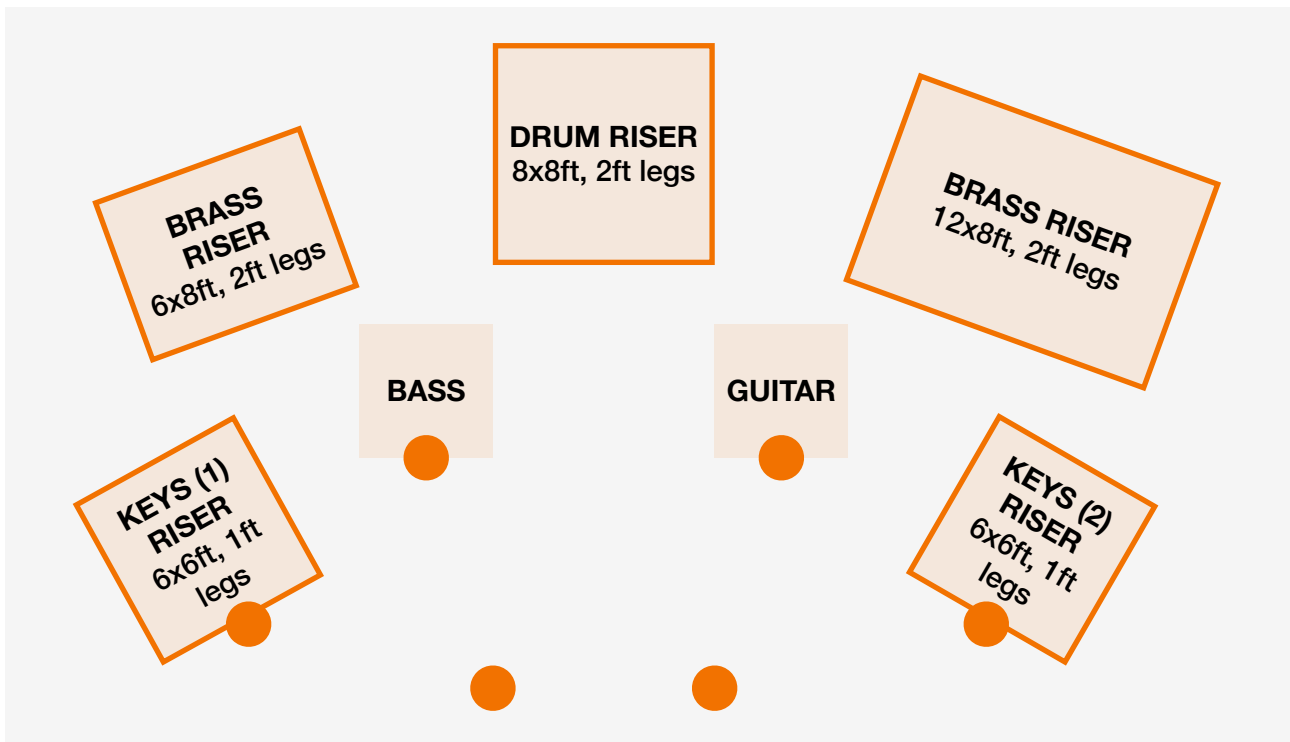 DRUM RISER
8x8ft, 2ft legs
BRASS
RISER
6x8ft, 2ft legs
BRASS RISER
12x8ft, 2ft legs
BASS
GUITAR
KEYS (1)
RISER
6x6ft, 1ft
legs
KEYS (2)
RISER
6x6ft, 1ft
legs